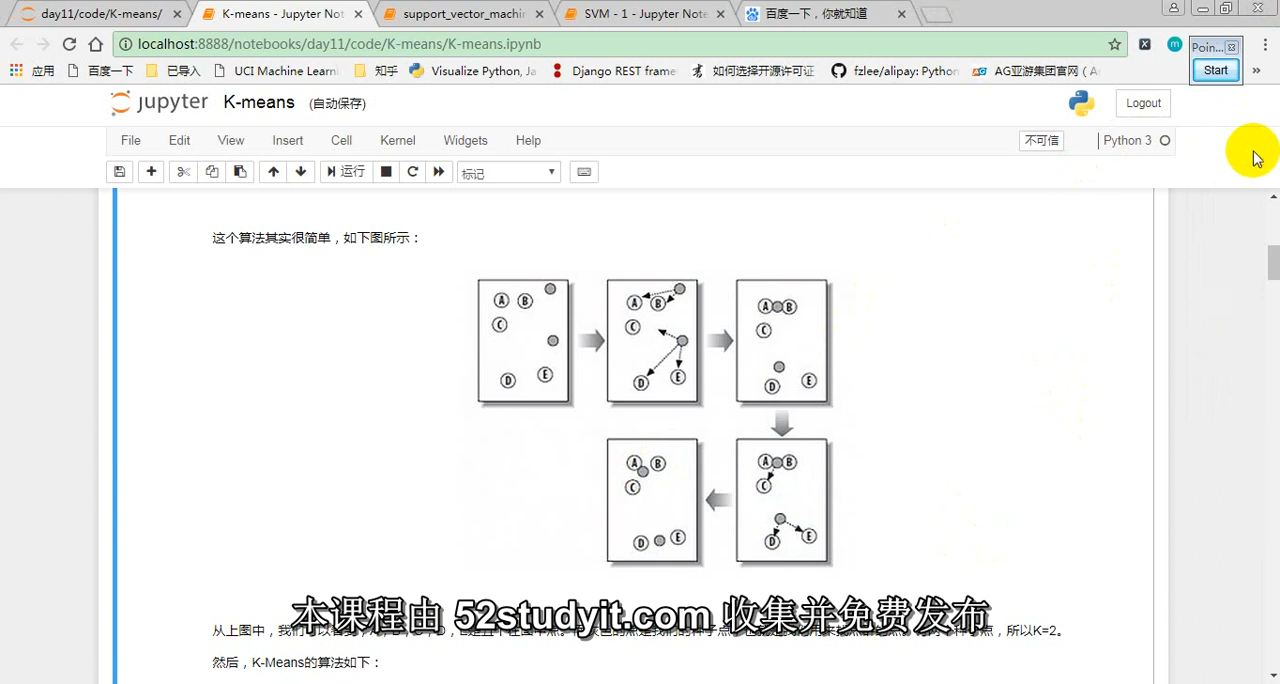 day11/code/K-means/
K-means - Jupyter Not
support_vector_machin
SVM - 1 - Jupyter Note
百度一下，你就知道
localhost:8888/notebooks/day11/code/K-means/K-means.ipynb
Poin...
Start
应用
百度一下
已导入
UCI Machine Learni
知乎
Visualize Python, Ja
Django REST frame
如何选择开源许可证
fzlee/alipay: Python
AG亚游集团官网（A
»
jupyter K-means (自动保存)
Logout
File Edit View Insert Cell Kernel Widgets Help
不可信
Python 3
运行
标记
这个算法其实很简单，如下图所示：
A B C D E
A B C D E
A B C D E
A B C D E
A B C D E
本课程由 52studyit.com 收集并免费发布
从上图中，我们
所以K=2。
然后，K-Means的算法如下：